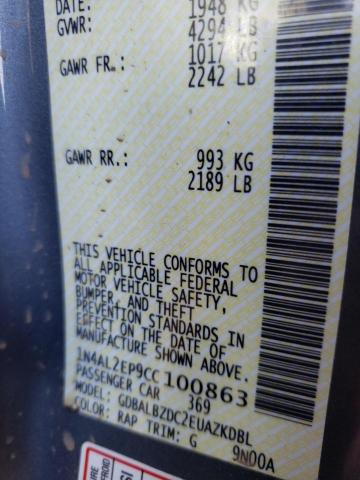 DATE: 1948 KG
GVWR: 4294 LB
1017 KG
GAWR FR.: 2242 LB
GAWR RR.: 993 KG
2189 LB
THIS VEHICLE CONFORMS TO
ALL APPLICABLE FEDERAL
MOTOR VEHICLE SAFETY,
BUMPER, AND THEFT
PREVENTION STANDARDS IN
EFFECT ON THE DATE OF
MANUFACTURE SHOWN ABOVE.
1N4AL2EP9CC100863
PASSENGER CAR 369
MODEL: GDBALBZDC2EUAZKDBL
COLOR: RAP TRIM: G 9N00A